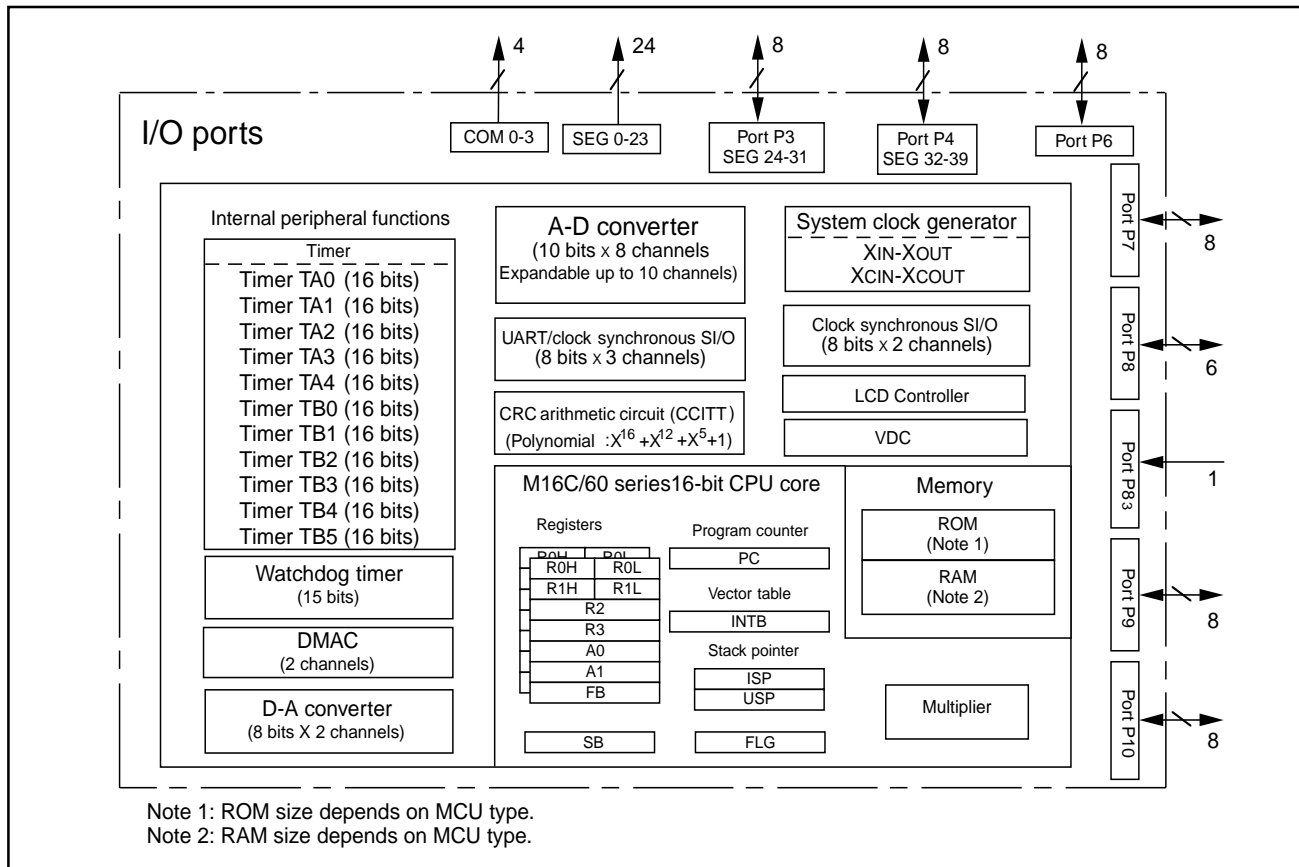 4
24
8
8
8
I/O ports
COM 0-3
SEG 0-23
Port P3
SEG 24-31
Port P4
SEG 32-39
Port P6
Internal peripheral functions
Timer
Timer TA0 (16 bits)
Timer TA1 (16 bits)
Timer TA2 (16 bits)
Timer TA3 (16 bits)
Timer TA4 (16 bits)
Timer TB0 (16 bits)
Timer TB1 (16 bits)
Timer TB2 (16 bits)
Timer TB3 (16 bits)
Timer TB4 (16 bits)
Timer TB5 (16 bits)
Watchdog timer
(15 bits)
DMAC
(2 channels)
D-A converter
(8 bits X 2 channels)
A-D converter
(10 bits x 8 channels
Expandable up to 10 channels)
UART/clock synchronous SI/O
(8 bits x 3 channels)
CRC arithmetic circuit (CCITT)
(Polynomial : X16 +X12 +X5+1)
System clock generator
XIN-XOUT
XCIN-XCOUT
Clock synchronous SI/O
(8 bits x 2 channels)
LCD Controller
VDC
M16C/60 series16-bit CPU core
Registers
R0H R0L
R0H R0L
R1H R1L
R2
R3
A0
A1
FB
SB
Program counter
PC
Vector table
INTB
Stack pointer
ISP
USP
FLG
Memory
ROM
(Note 1)
RAM
(Note 2)
Multiplier
Port P7
8
Port P8
6
Port P83
1
Port P9
8
Port P10
8
Note 1: ROM size depends on MCU type.
Note 2: RAM size depends on MCU type.